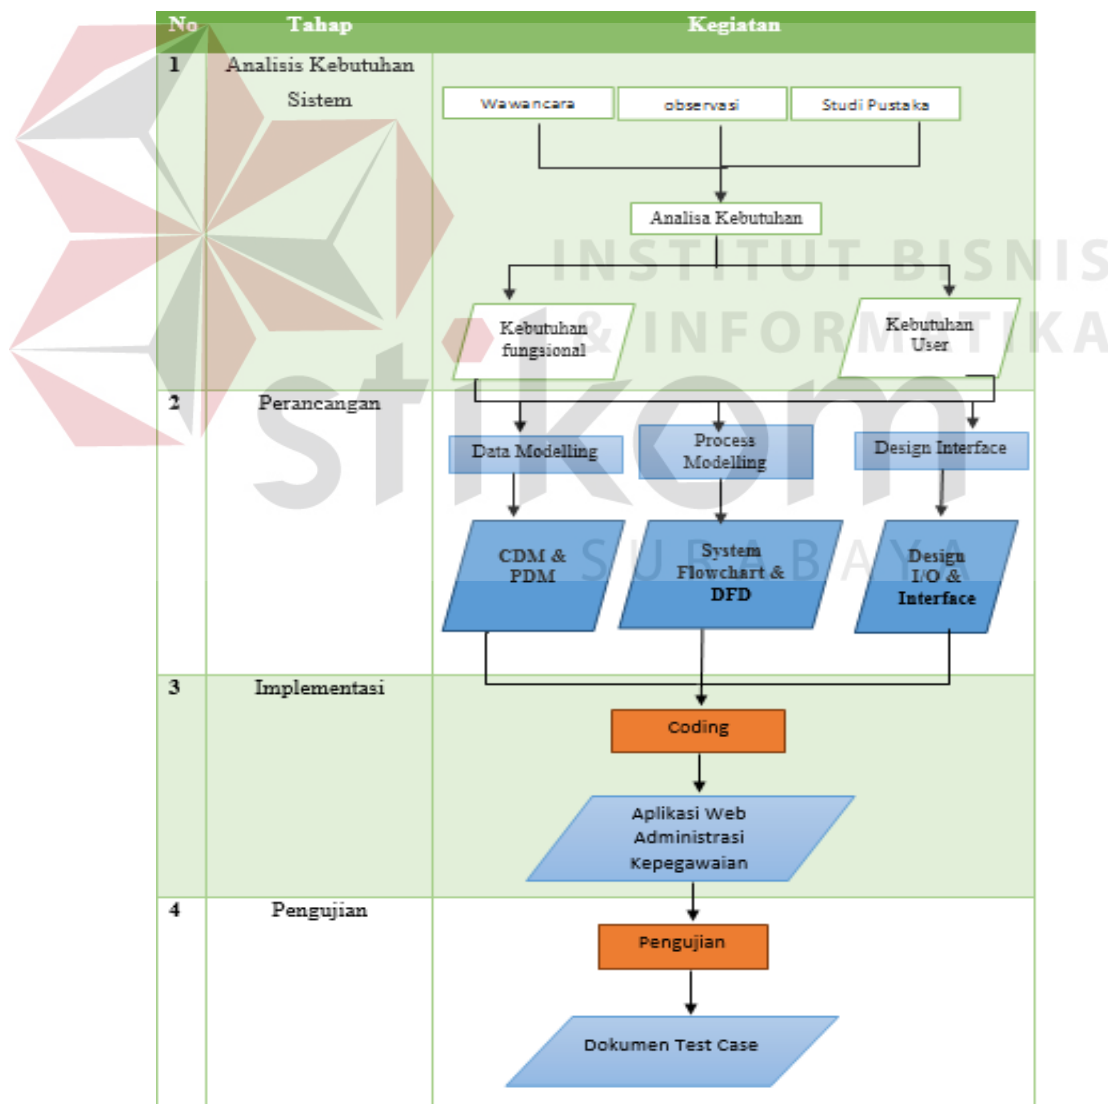 No Tahap Kegiatan
1 Analisis Kebutuhan
Sistem
Wawancara observasi Studi Pustaka
Analisa Kebutuhan
INSTITUT BISNIS
& INFORMATIKA
Kebutuhan
fungsional
Kebutuhan
User
stikom
SURABAYA
2 Perancangan
Data Modelling
Process
Modelling
Design Interface
CDM &
PDM
System
Flowchart &
DFD
Design
I/O &
Interface
3 Implementasi
Coding
Aplikasi Web
Administrasi
Kepegawaian
4 Pengujian
Pengujian
Dokumen Test Case